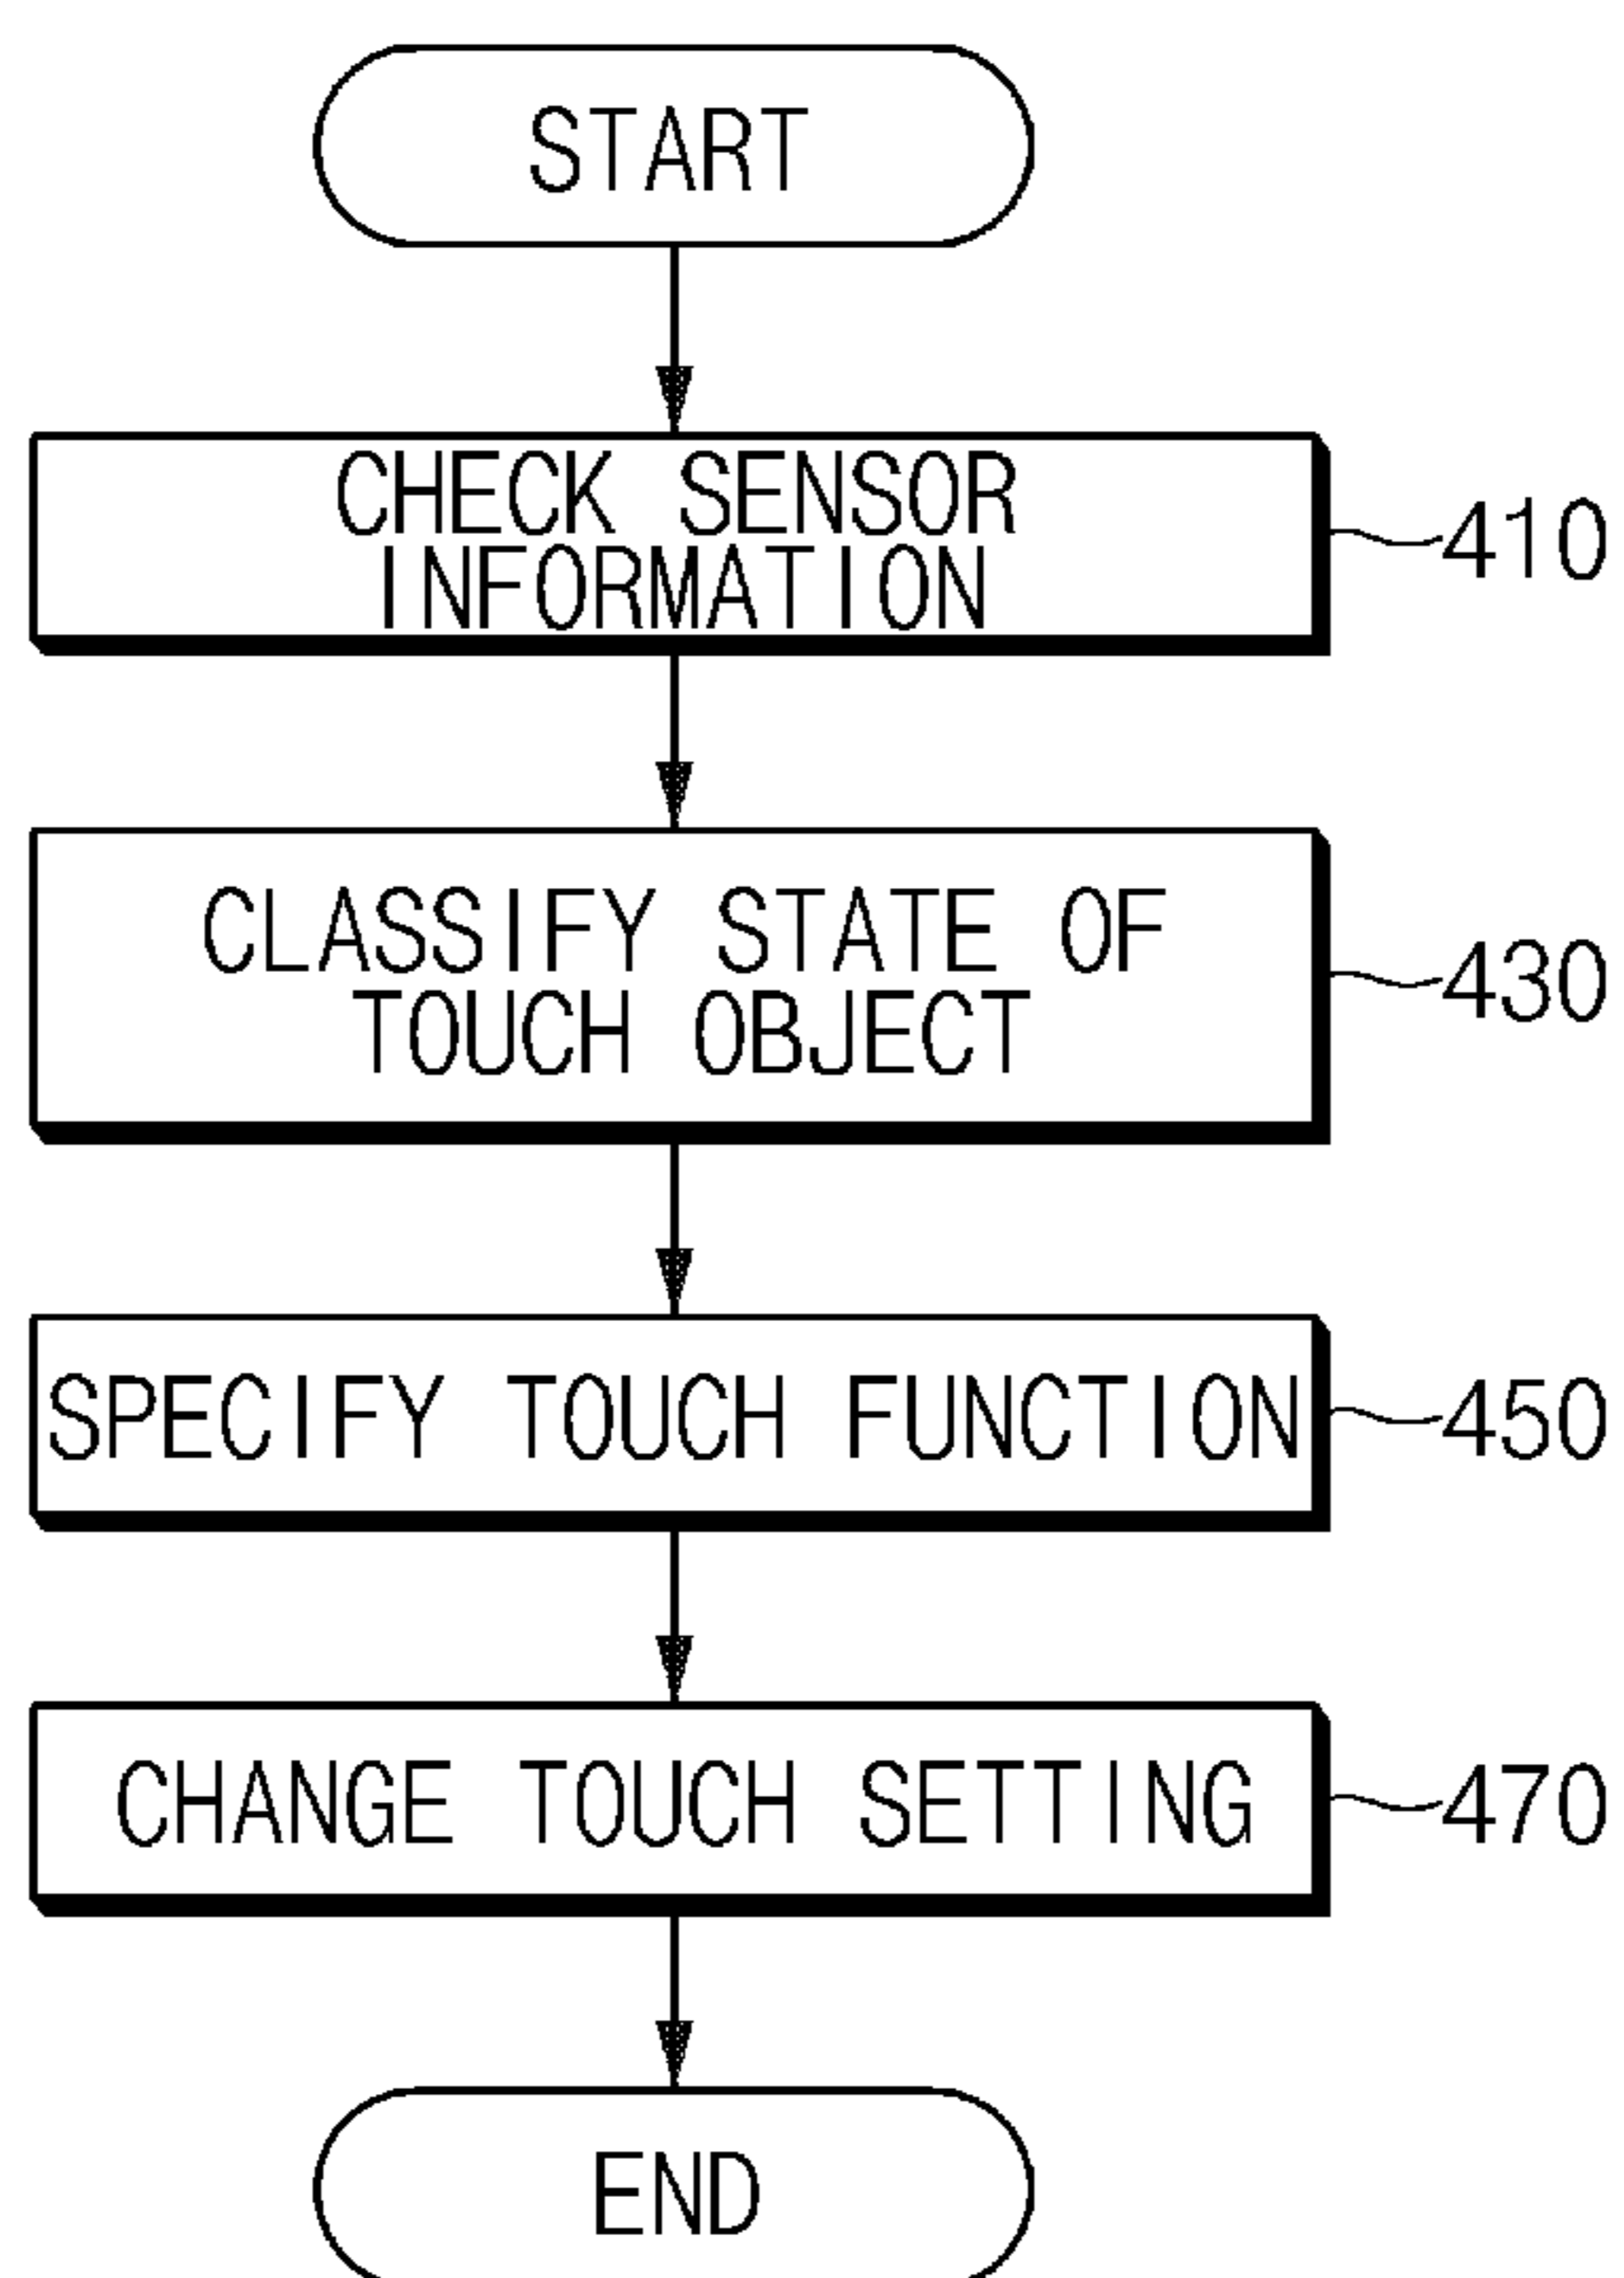 START
CHECK SENSOR
INFORMATION
410
CLASSIFY STATE OF
TOUCH OBJECT
430
SPECIFY TOUCH FUNCTION
450
CHANGE TOUCH SETTING
470
END